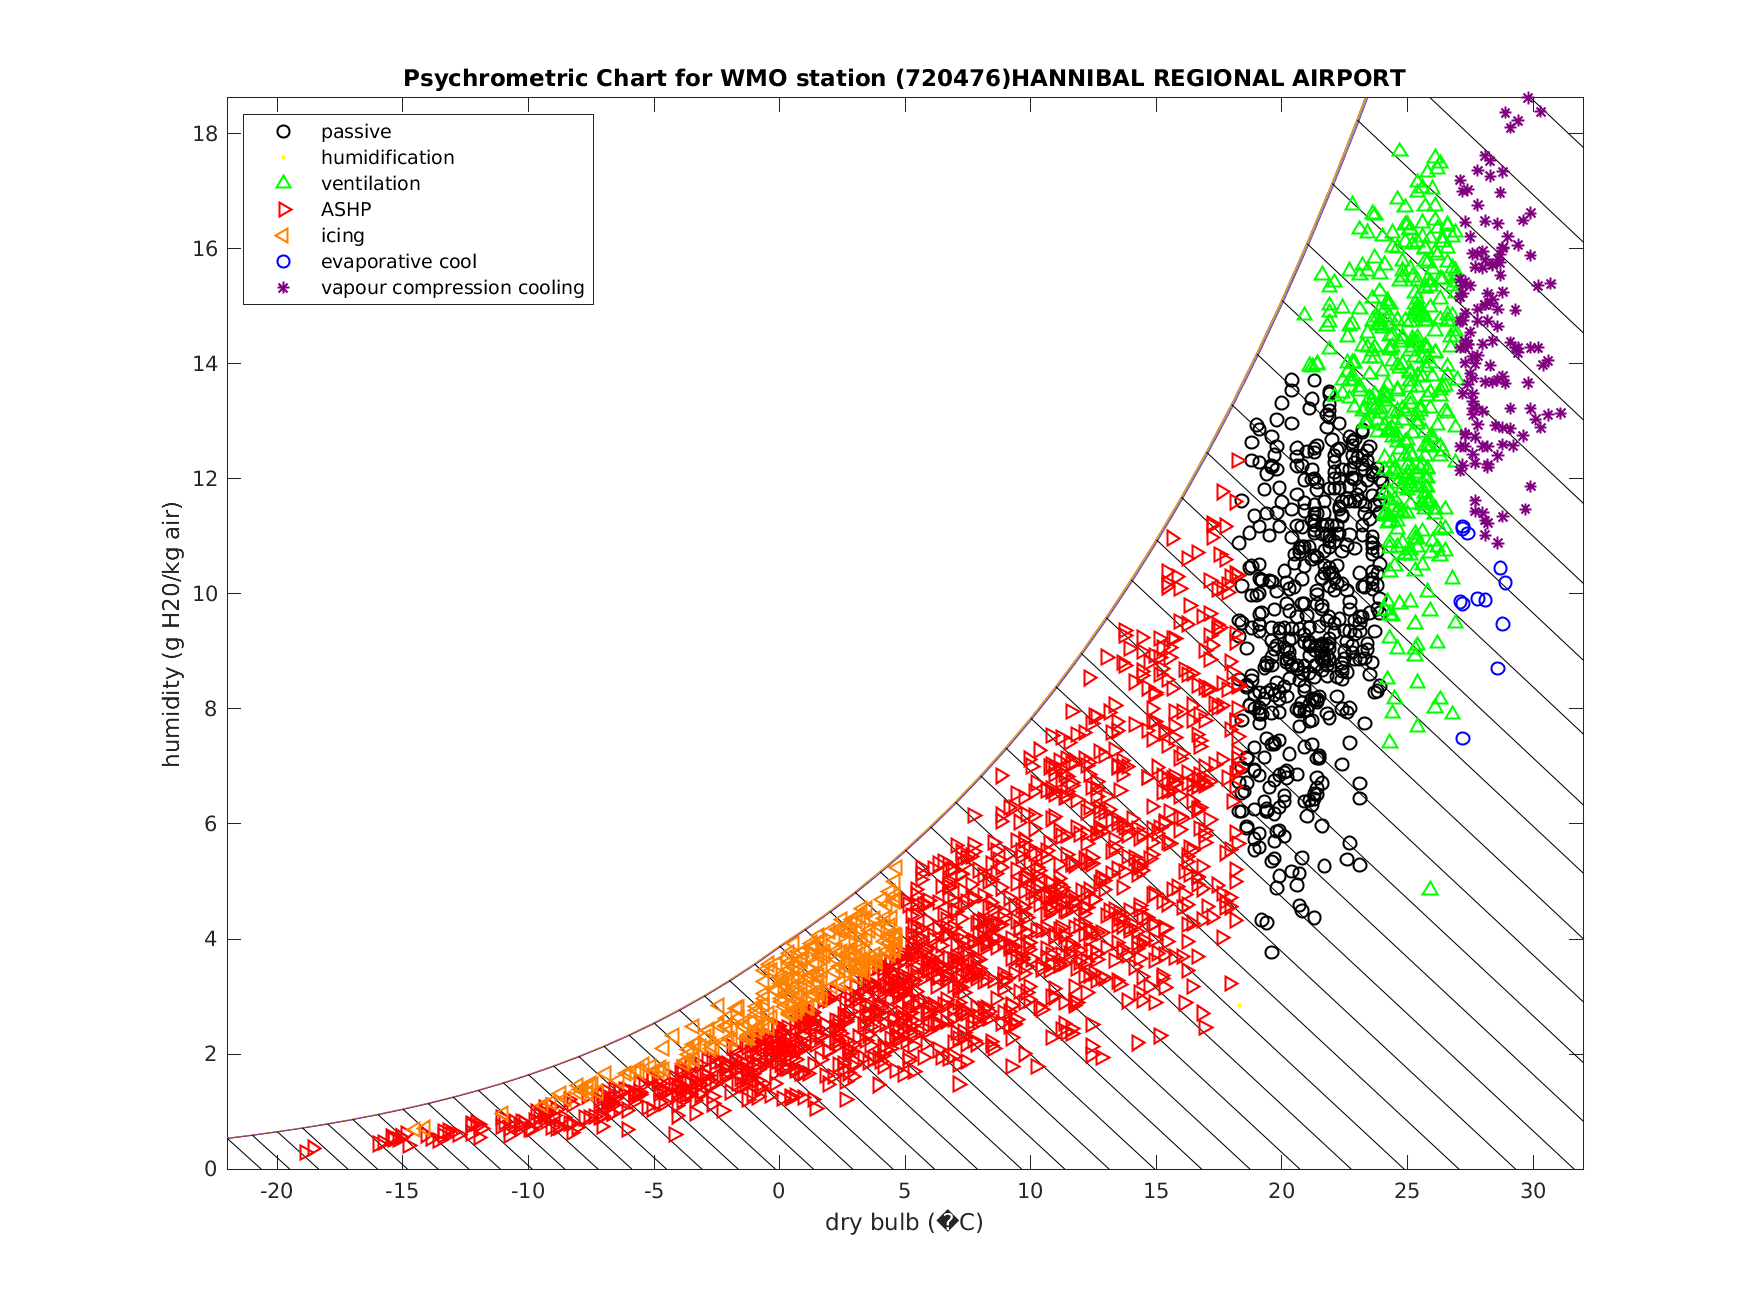 Psychrometric Chart for WMO station (720476)HANNIBAL REGIONAL AIRPORT
passive
humidification
ventilation
ASHP
icing
evaporative cool
vapour compression cooling
humidity (g H20/kg air)
18
16
14
12
10
8
6
4
2
0
-20 -15 -10 -5 0 5 10 15 20 25 30
dry bulb (�C)